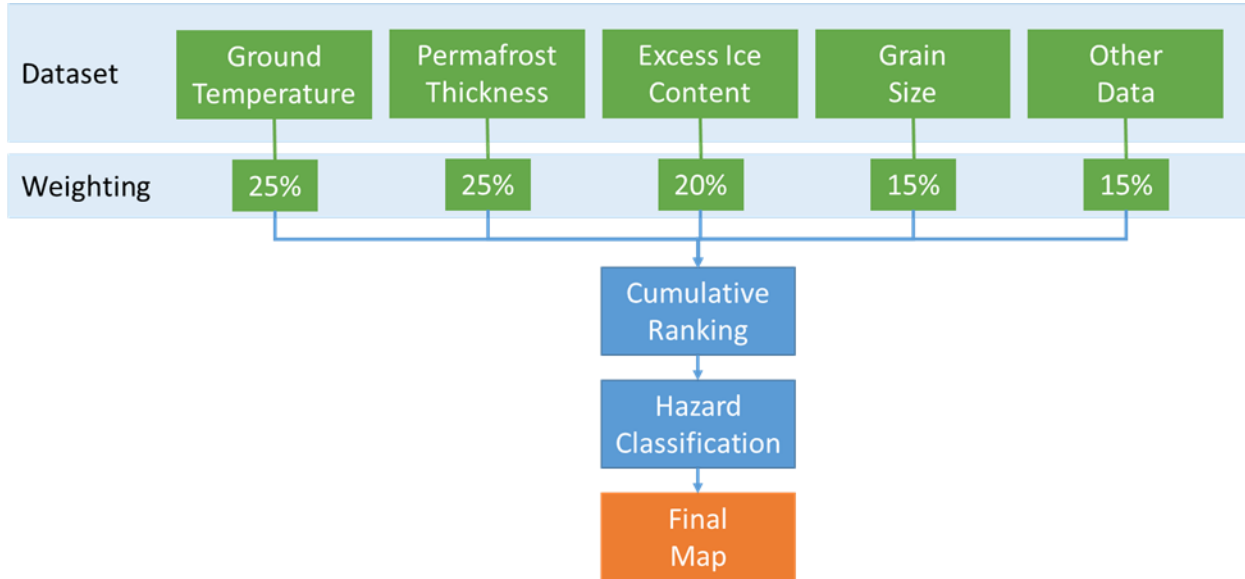 Dataset
Ground
Temperature
Permafrost
Thickness
Excess Ice
Content
Grain
Size
Other
Data
Weighting
25%
25%
20%
15%
15%
Cumulative
Ranking
Hazard
Classification
Final
Map